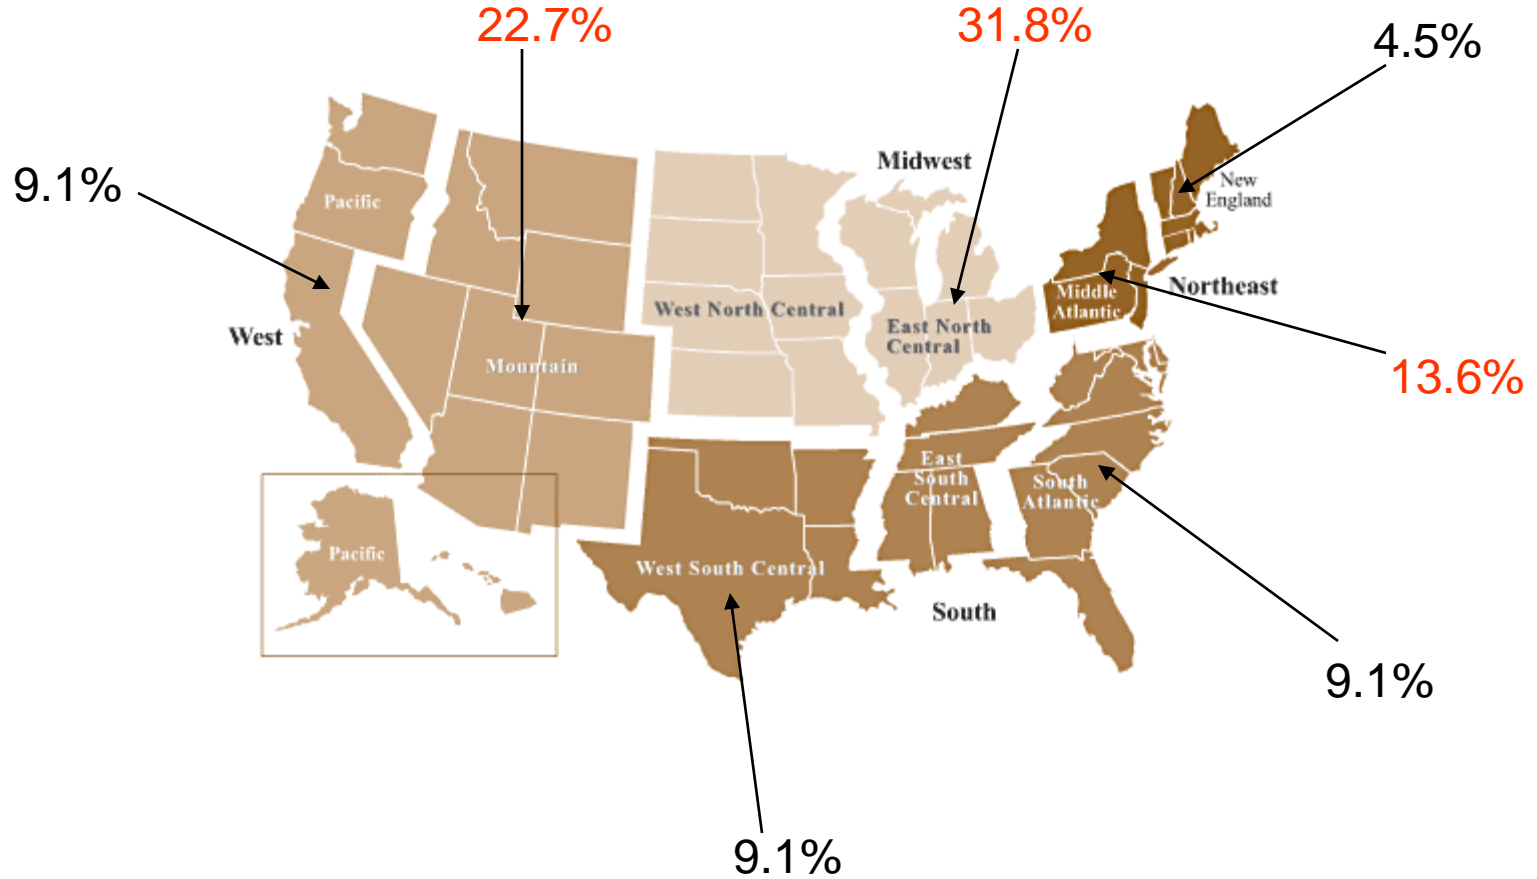 22.7%
31.8%
4.5%
Midwest
9.1%
Pacific
New
England
Northeast
Middle
Atlantic
West North Central
East North
Central
West
Mountain
13.6%
East
South
Central
South
Atlantic
Pacific
West South Central
South
9.1%
9.1%